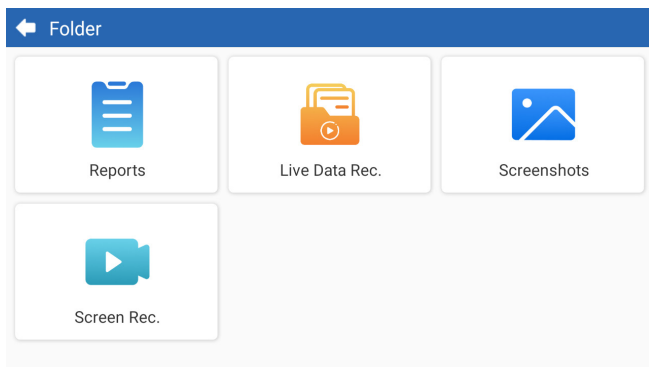 Folder
Reports
Live Data Rec.
Screenshots
Screen Rec.